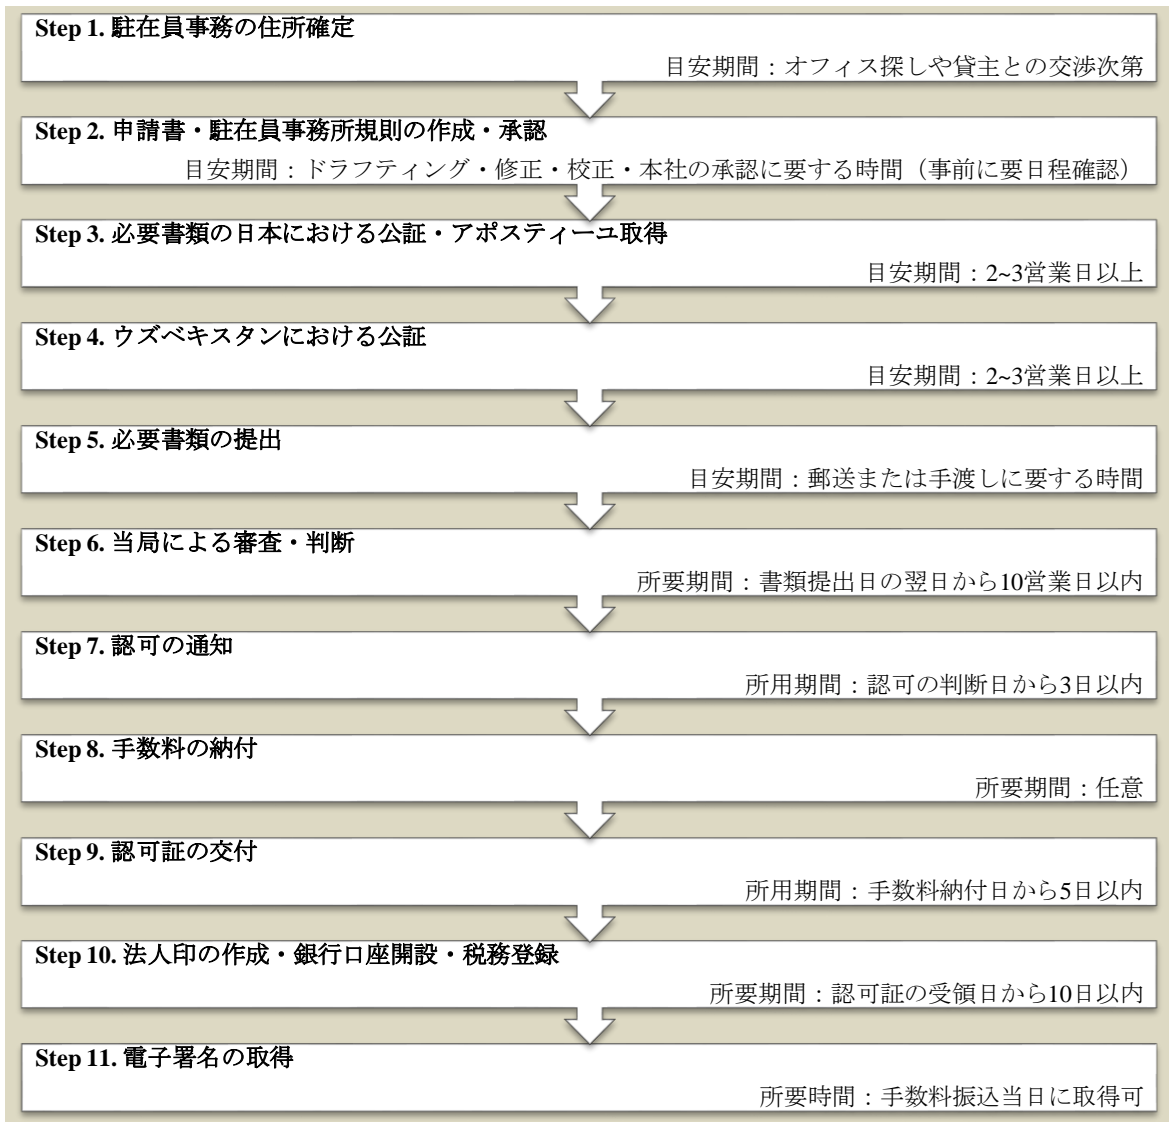 Step 1. 駐在員事務の住所確定
目安期間：オフィス探しや貸主との交渉次第
Step 2. 申請書・駐在員事務所規則の作成・承認
目安期間：ドラフティング・修正・校正・本社の承認に要する時間（事前に要日程確認）
Step 3. 必要書類の日本における公証・アポスティーユ取得
目安期間：2~3営業日以上
Step 4. ウズベキスタンにおける公証
目安期間：2~3営業日以上
Step 5. 必要書類の提出
目安期間：郵送または手渡しに要する時間
Step 6. 当局による審査・判断
所要期間：書類提出日の翌日から10営業日以内
Step 7. 認可の通知
所用期間：認可の判断日から3日以内
Step 8. 手数料の納付
所要期間：任意
Step 9. 認可証の交付
所用期間：手数料納付日から5日以内
Step 10. 法人印の作成・銀行口座開設・税務登録
所要期間：認可証の受領日から10日以内
Step 11. 電子署名の取得
所要時間：手数料振込当日に取得可